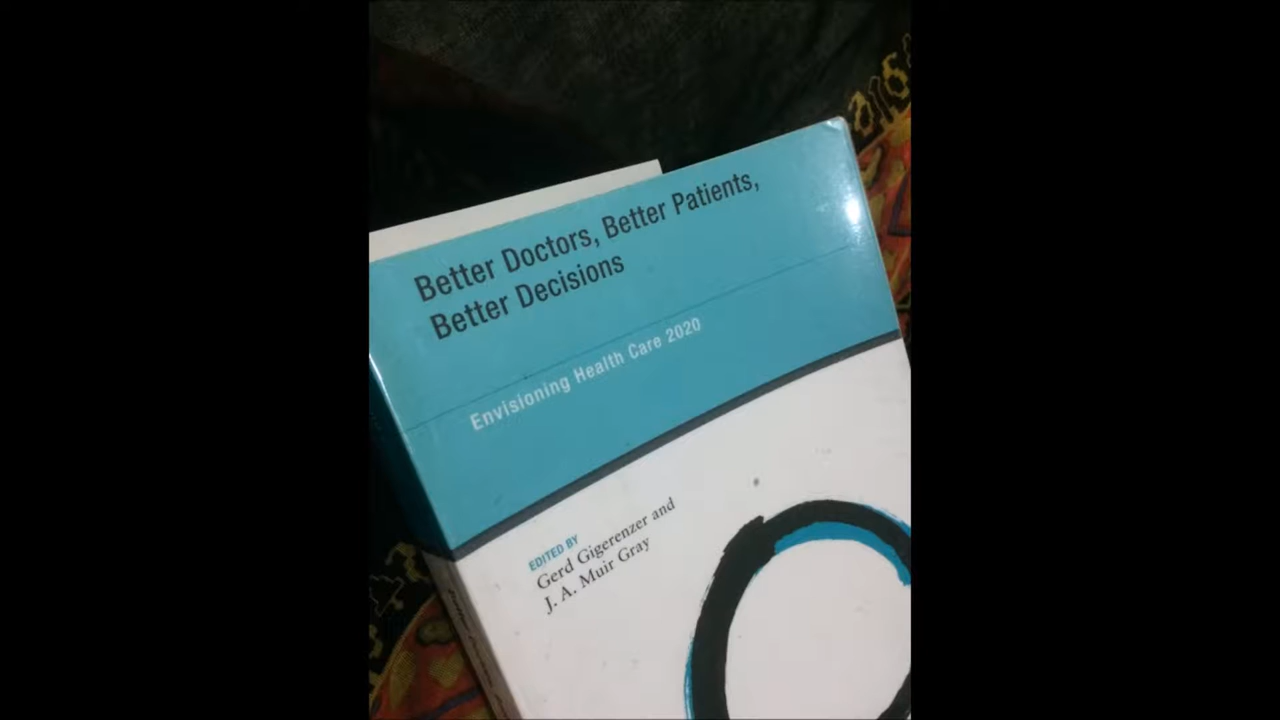 Better Doctors, Better Patients,
Better Decisions
Envisioning Health Care 2020
EDITED BY
Gerd Gigerenzer and
J. A. Muir Gray